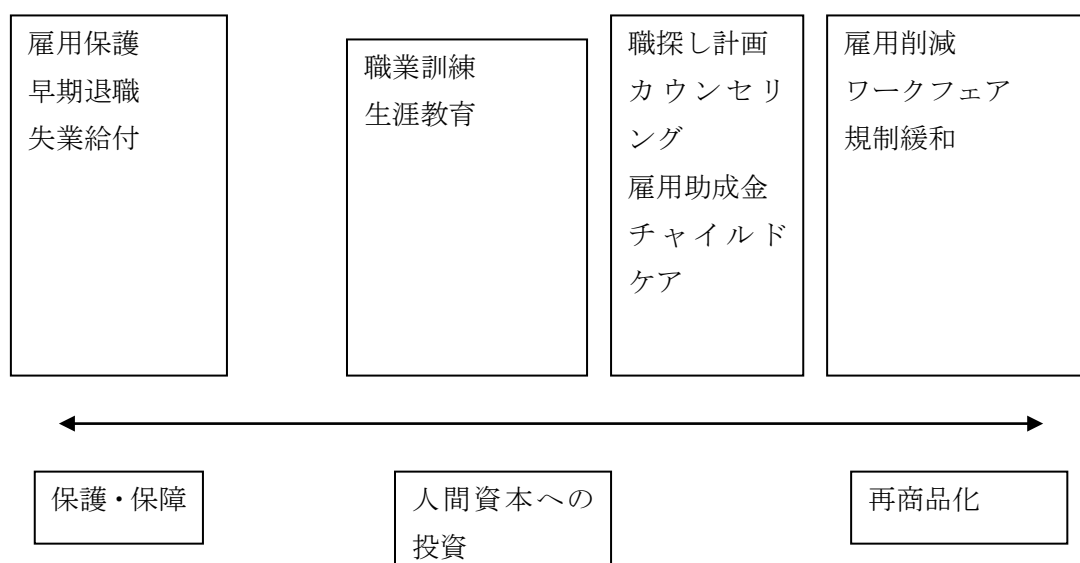 雇用保護
早期退職
失業給付
職業訓練
生涯教育
職探し計画
カウンセリ
ング
雇用助成金
チャイルド
ケア
雇用削減
ワークフェア
規制緩和
保護・保障
人間資本への
投資
再商品化